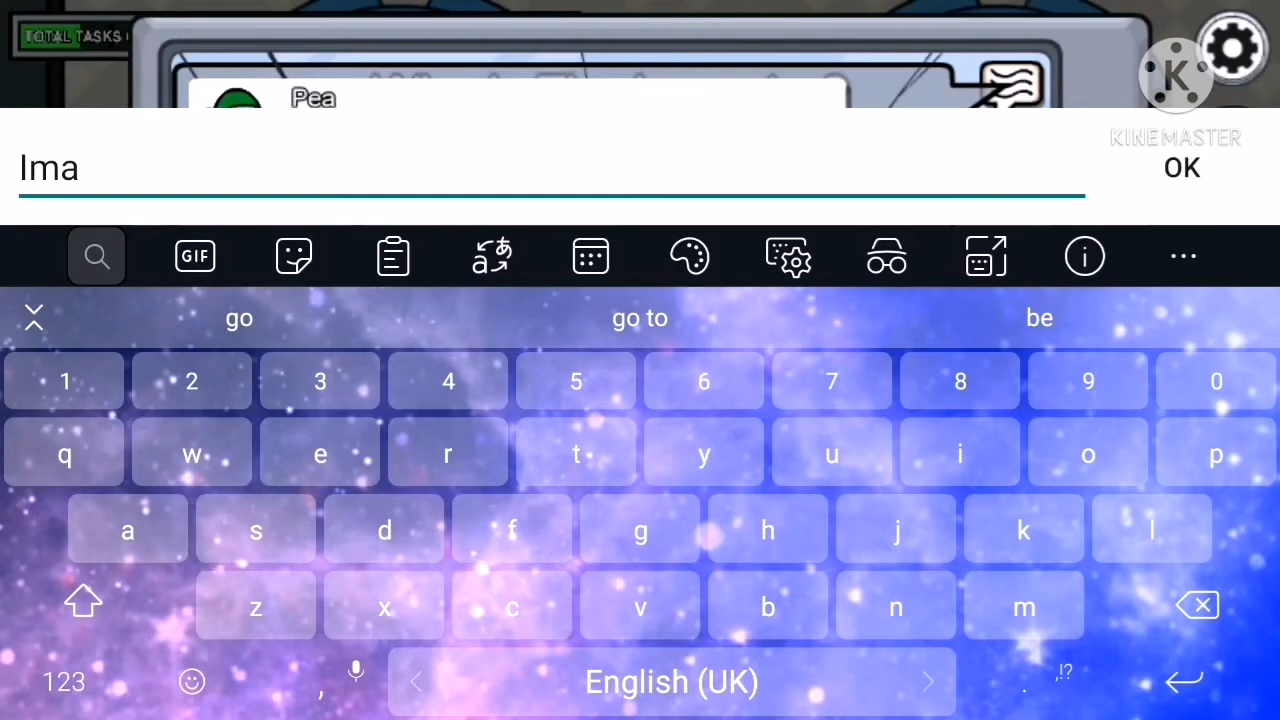 TOTAL TASKS
Pea
K
KINEMASTER
Ima
OK
GIF
go
go to
be
1 2 3 4 5 6 7 8 9 0
q w e r t y u i o p
a s d f g h j k l
z x c v b n m
123
,
English (UK)
. ,!?